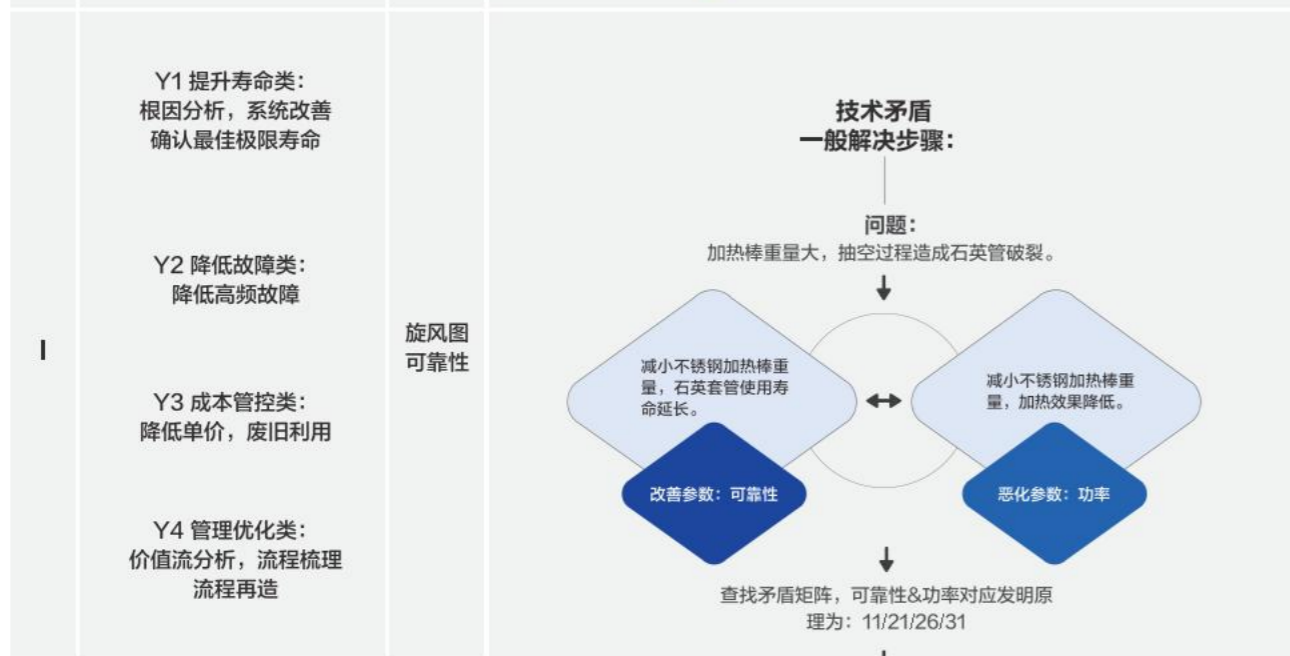 I
Y1 提升寿命类：
根因分析，系统改善
确认最佳极限寿命
Y2 降低故障类：
降低高频故障
Y3 成本管控类：
降低单价，废旧利用
Y4 管理优化类：
价值流分析，流程梳理
流程再造
旋风图
可靠性
技术矛盾
一般解决步骤：
问题：
加热棒重量大，抽空过程造成石英管破裂。
减小不锈钢加热棒重
量，石英套管使用寿
命延长。
减小不锈钢加热棒重
量，加热效果降低。
改善参数：可靠性
恶化参数：功率
查找矛盾矩阵，可靠性&功率对应发明原
理为：11/21/26/31